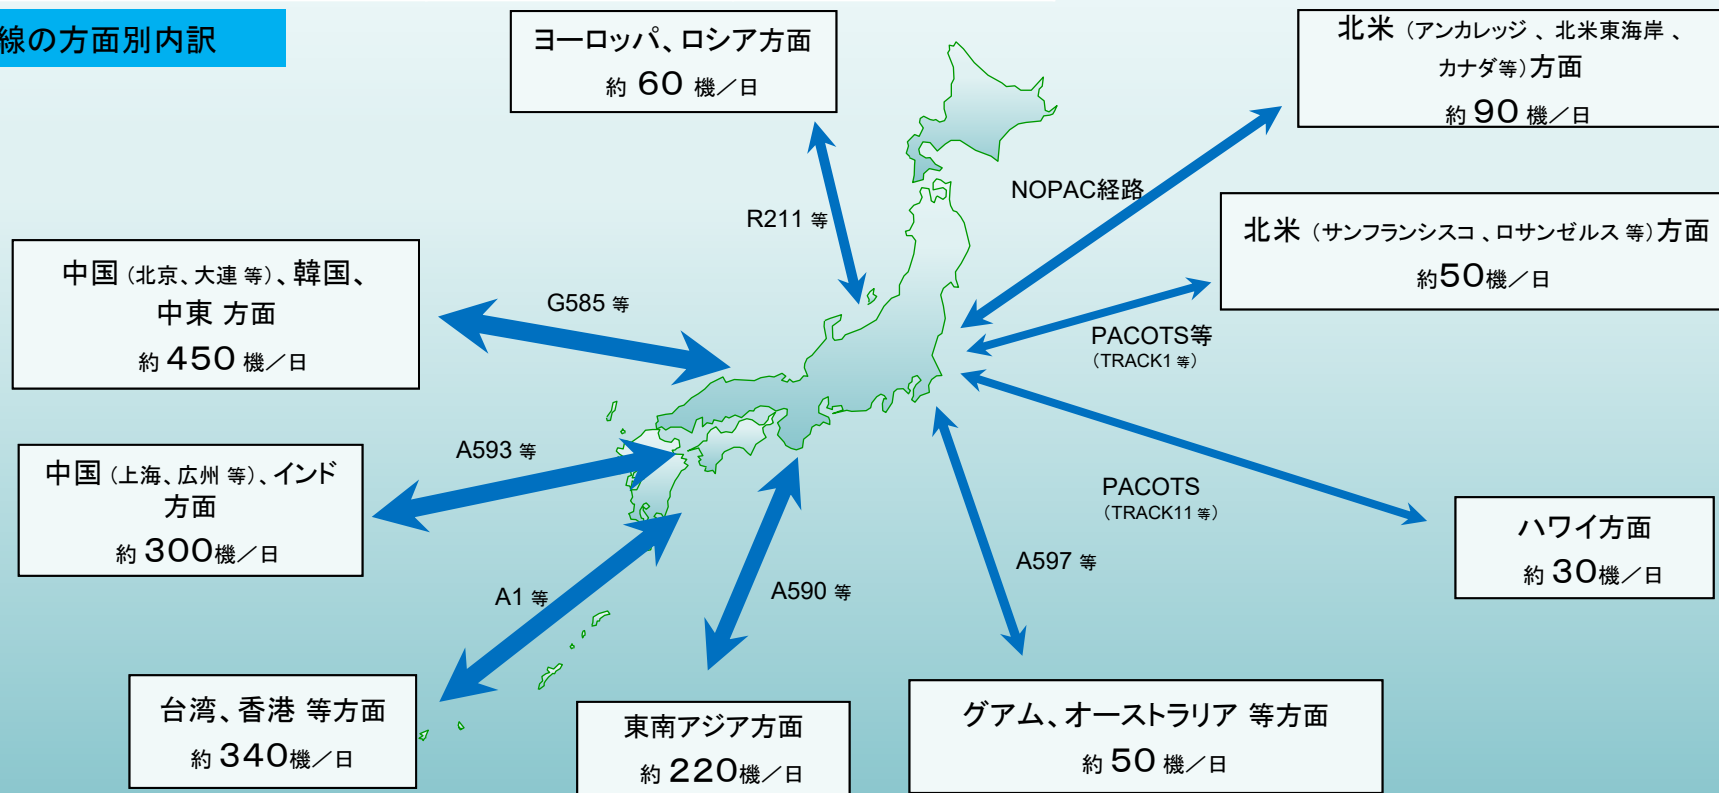 線の方面別内訳
ヨーロッパ、ロシア方面
約 60 機／日
北米 （アンカレッジ 、北米東海岸 、
カナダ等）方面
約 90 機／日
NOPAC経路
R211 等
北米 （サンフランシスコ 、ロサンゼルス 等）方面
約50機／日
中国 （北京、大連 等）、韓国、
中東 方面
約 450 機／日
G585 等
PACOTS等
（TRACK1 等）
中国 （上海、広州 等）、インド
方面
約 300機／日
A593 等
PACOTS
（TRACK11 等）
ハワイ方面
約 30機／日
A597 等
A1 等
A590 等
台湾、香港 等方面
約 340機／日
東南アジア方面
約 220機／日
グアム、オーストラリア 等方面
約 50 機／日